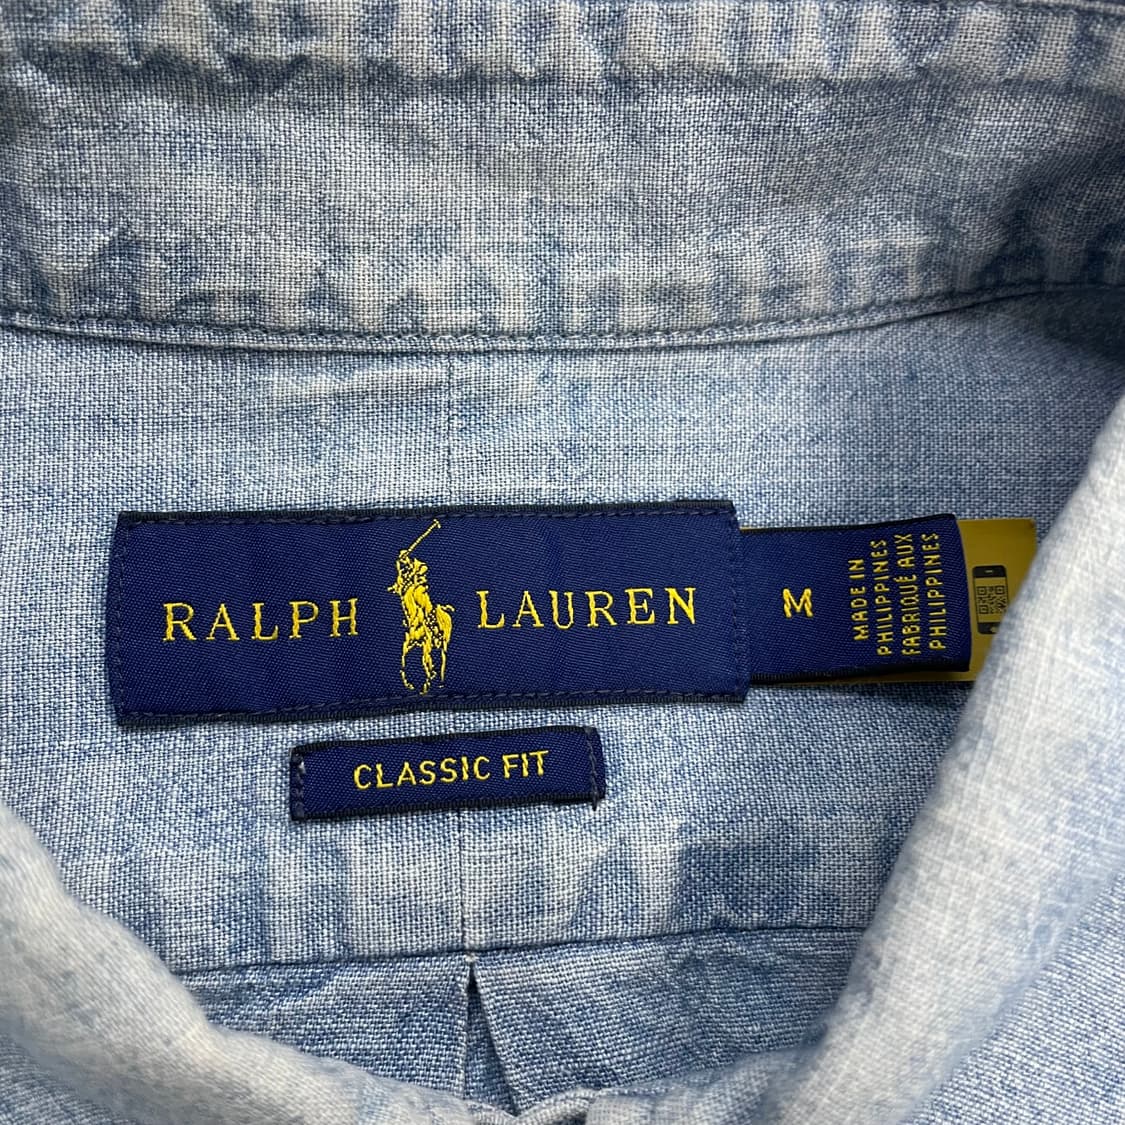 RALPH LAUREN
M
MADE IN
PHILIPPINES
FABRIQUÉ AUX
PHILIPPINES
CLASSIC FIT